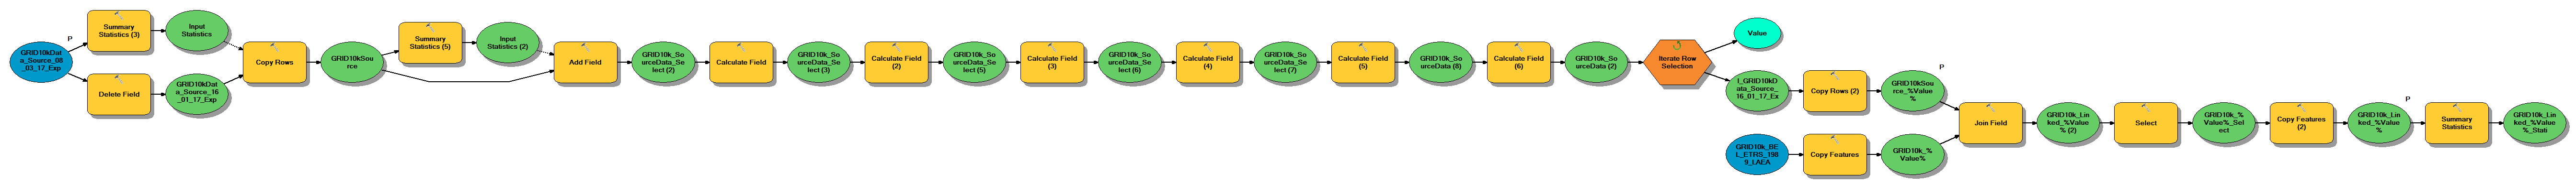 GRID10kDat
a_Source_08
_03_17_Exp
P
Summary
Statistics (3)
Input
Statistics
Delete Field
GRID10kDat
a_Source_16
_01_17_Exp
Copy Rows
GRID10kSou
rce
Summary
Statistics (5)
Input
Statistics (2)
Add Field
GRID10k_So
urceData_Se
lect (2)
Calculate Field
GRID10k_So
urceData_Se
lect (3)
Calculate Field
(2)
GRID10k_So
urceData_Se
lect (5)
Calculate Field
(3)
GRID10k_So
urceData_Se
lect (6)
Calculate Field
(4)
GRID10k_So
urceData_Se
lect (7)
Calculate Field
(5)
GRID10k_So
urceData (8)
Calculate Field
(6)
GRID10k_So
urceData (2)
Iterate Row
Selection
Value
I_GRID10kD
ata_Source_
16_01_17_Ex
Copy Rows (2)
GRID10kSou
rce_%Value
%
P
GRID10k_BE
L_ETRS_198
9_LAEA
Copy Features
GRID10k_%
Value%
Join Field
GRID10k_Lin
ked_%Value
% (2)
Select
GRID10k_%
Value%_Sel
ect
Copy Features
(2)
GRID10k_Lin
ked_%Value
%
P
Summary
Statistics
GRID10k_Lin
ked_%Value
%_Stati